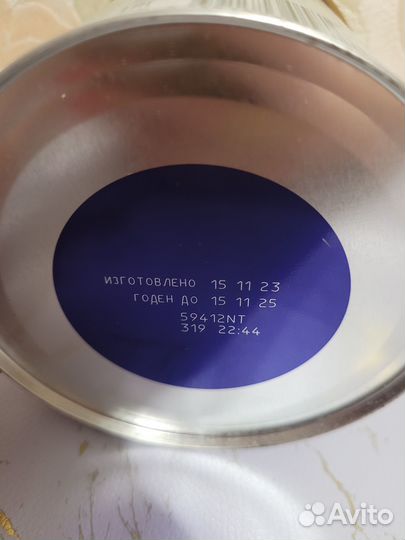 ИЗГОТОВЛЕНО 15 11 23
ГОДЕН ДО 15 11 25
59412NT
319 22:44
Avito